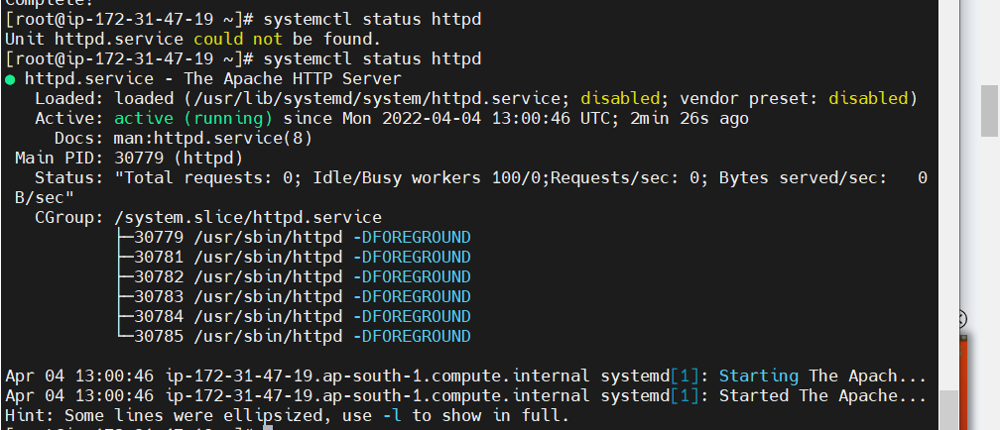 [root@ip-172-31-47-19 ~]# systemctl status httpd
Unit httpd.service could not be found.
[root@ip-172-31-47-19 ~]# systemctl status httpd
● httpd.service - The Apache HTTP Server
   Loaded: loaded (/usr/lib/systemd/system/httpd.service; disabled; vendor preset: disabled)
   Active: active (running) since Mon 2022-04-04 13:00:46 UTC; 2min 26s ago
     Docs: man:httpd.service(8)
 Main PID: 30779 (httpd)
   Status: "Total requests: 0; Idle/Busy workers 100/0;Requests/sec: 0; Bytes served/sec:   0
 B/sec"
   CGroup: /system.slice/httpd.service
           ├─30779 /usr/sbin/httpd -DFOREGROUND
           ├─30781 /usr/sbin/httpd -DFOREGROUND
           ├─30782 /usr/sbin/httpd -DFOREGROUND
           ├─30783 /usr/sbin/httpd -DFOREGROUND
           ├─30784 /usr/sbin/httpd -DFOREGROUND
           └─30785 /usr/sbin/httpd -DFOREGROUND
Apr 04 13:00:46 ip-172-31-47-19.ap-south-1.compute.internal systemd[1]: Starting The Apach...
Apr 04 13:00:46 ip-172-31-47-19.ap-south-1.compute.internal systemd[1]: Started The Apache...
Hint: Some lines were ellipsized, use -l to show in full.